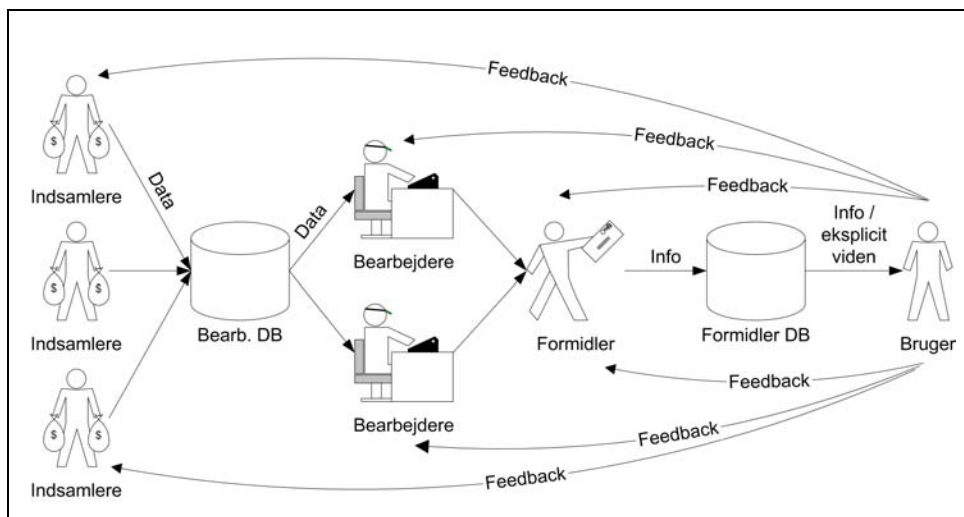 Feedback
Feedback
Feedback
$ $
Indsamlere
Data
Data
Bearbejdere
Info /
eksplicit
viden
Info
$ $
Indsamlere
Bearb. DB
Formidler
Formidler DB
Bruger
Feedback
Bearbejdere
Feedback
$ $
Indsamlere
Feedback